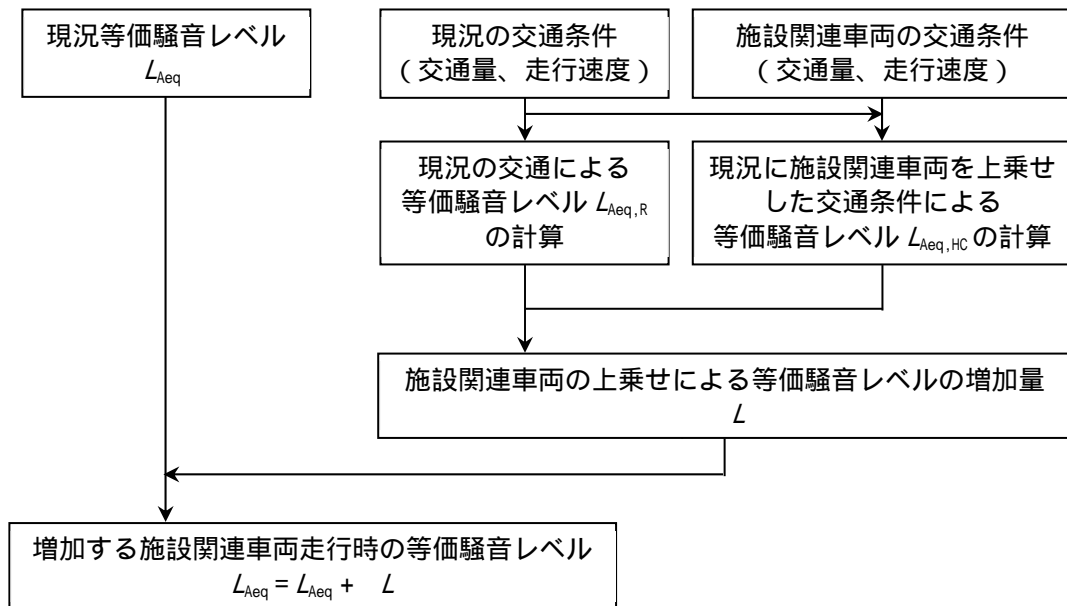 現況等価騒音レベル
LAeq
現況の交通条件
(交通量、走行速度)
施設関連車両の交通条件
(交通量、走行速度)
現況の交通による
等価騒音レベル LAeq,R
の計算
現況に施設関連車両を上乗せ
した交通条件による
等価騒音レベル LAeq,HC の計算
施設関連車両の上乗せによる等価騒音レベルの増加量
L
増加する施設関連車両走行時の等価騒音レベル
LAeq = LAeq + L